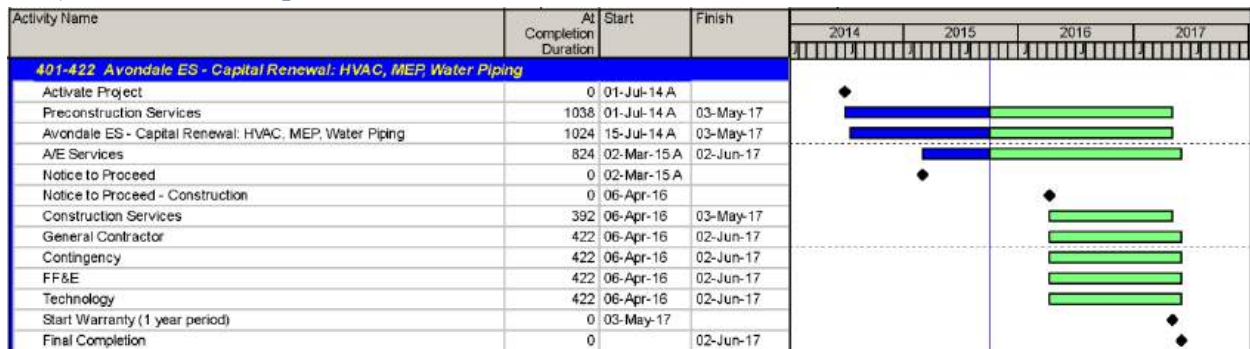 Activity Name At Completion Duration Start Finish 2014 2015 2016 2017
401-422 Avondale ES - Capital Renewal: HVAC, MEP, Water Piping
Activate Project 0 01-Jul-14 A
Preconstruction Services 1038 01-Jul-14 A 03-May-17
Avondale ES - Capital Renewal: HVAC, MEP, Water Piping 1024 15-Jul-14 A 03-May-17
A/E Services 824 02-Mar-15 A 02-Jun-17
Notice to Proceed 0 02-Mar-15 A
Notice to Proceed - Construction 0 06-Apr-16
Construction Services 392 06-Apr-16 03-May-17
General Contractor 422 06-Apr-16 02-Jun-17
Contingency 422 06-Apr-16 02-Jun-17
FF&E 422 06-Apr-16 02-Jun-17
Technology 422 06-Apr-16 02-Jun-17
Start Warranty (1 year period) 0 03-May-17
Final Completion 0 02-Jun-17